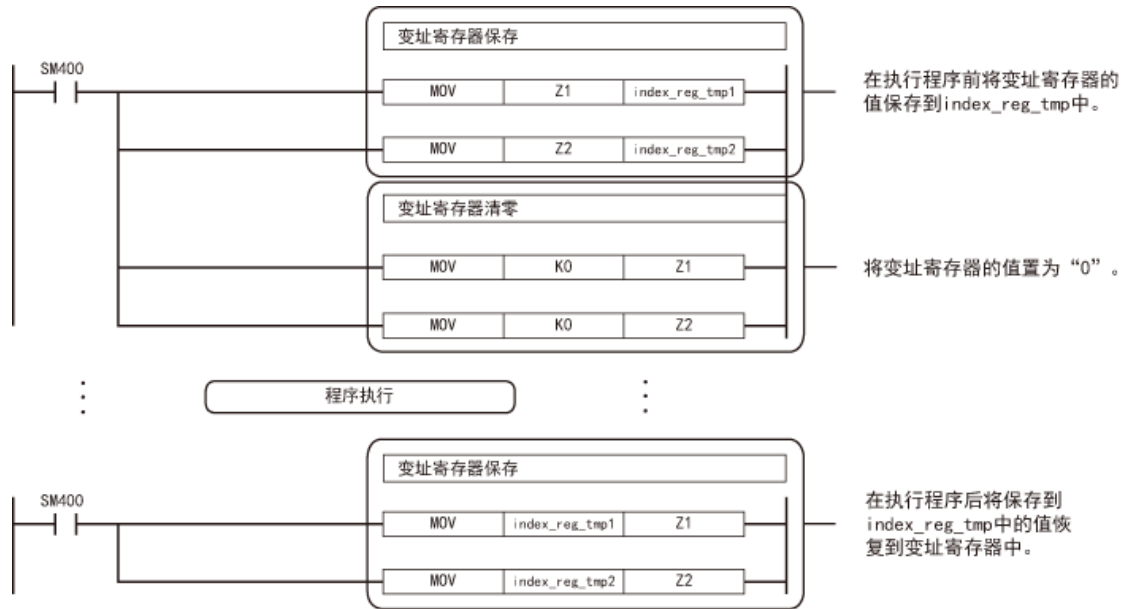 变址寄存器保存
SM400
MOV Z1 index_reg_tmp1
在执行程序前将变址寄存器的
值保存到index_reg_tmp中。
MOV Z2 index_reg_tmp2
变址寄存器清零
MOV K0 Z1
将变址寄存器的值置为“0”。
MOV K0 Z2
程序执行
变址寄存器保存
SM400
MOV index_reg_tmp1 Z1
在执行程序后将保存到
index_reg_tmp中的值恢
复到变址寄存器中。
MOV index_reg_tmp2 Z2